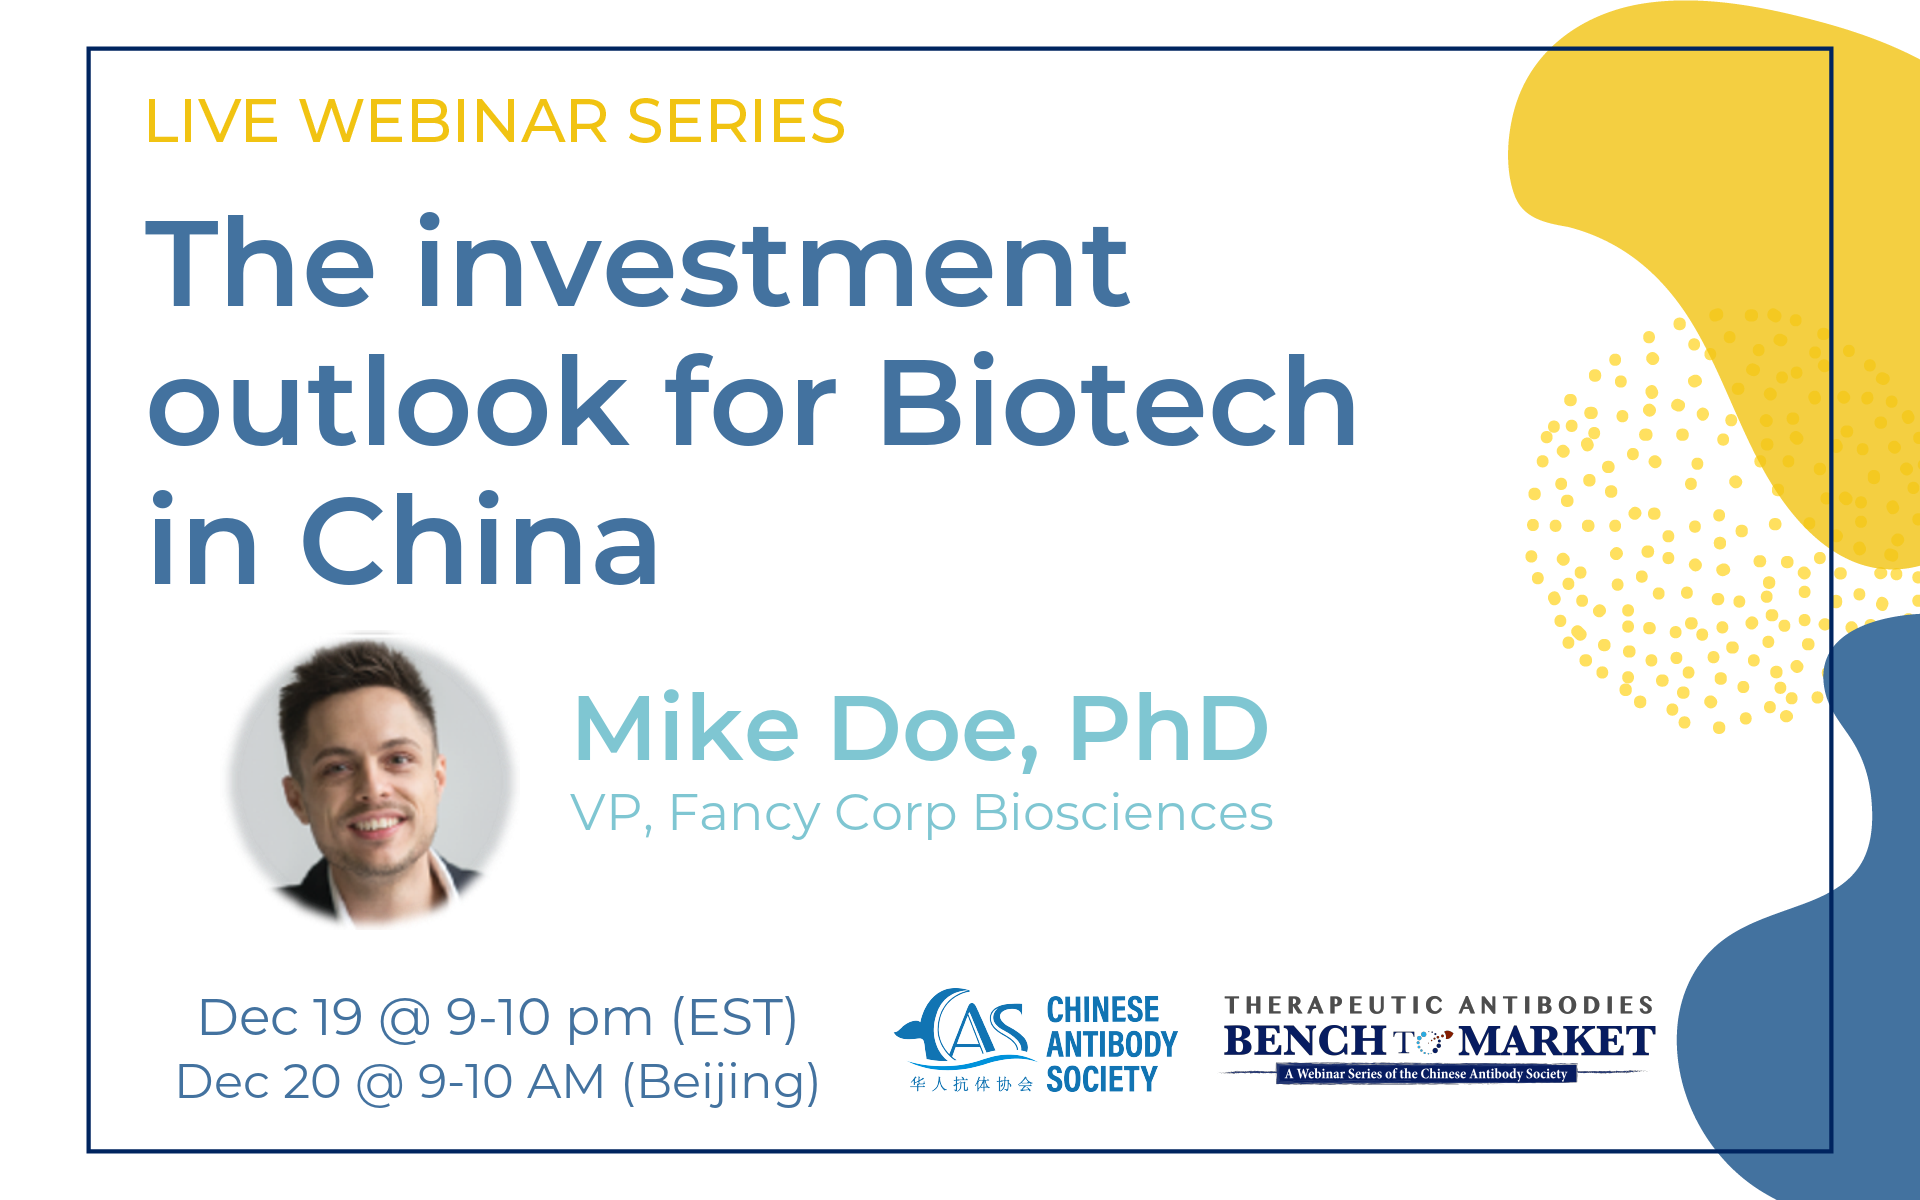 LIVE WEBINAR SERIES
The investment
outlook for Biotech
in China
Mike Doe, PhD
VP, Fancy Corp Biosciences
Dec 19 @ 9-10 pm (EST)
Dec 20 @ 9-10 AM (Beijing)
CAS
华人抗体协会
CHINESE
ANTIBODY
SOCIETY
THERAPEUTIC ANTIBODIES
BENCH TO MARKET
A Webinar Series of the Chinese Antibody Society